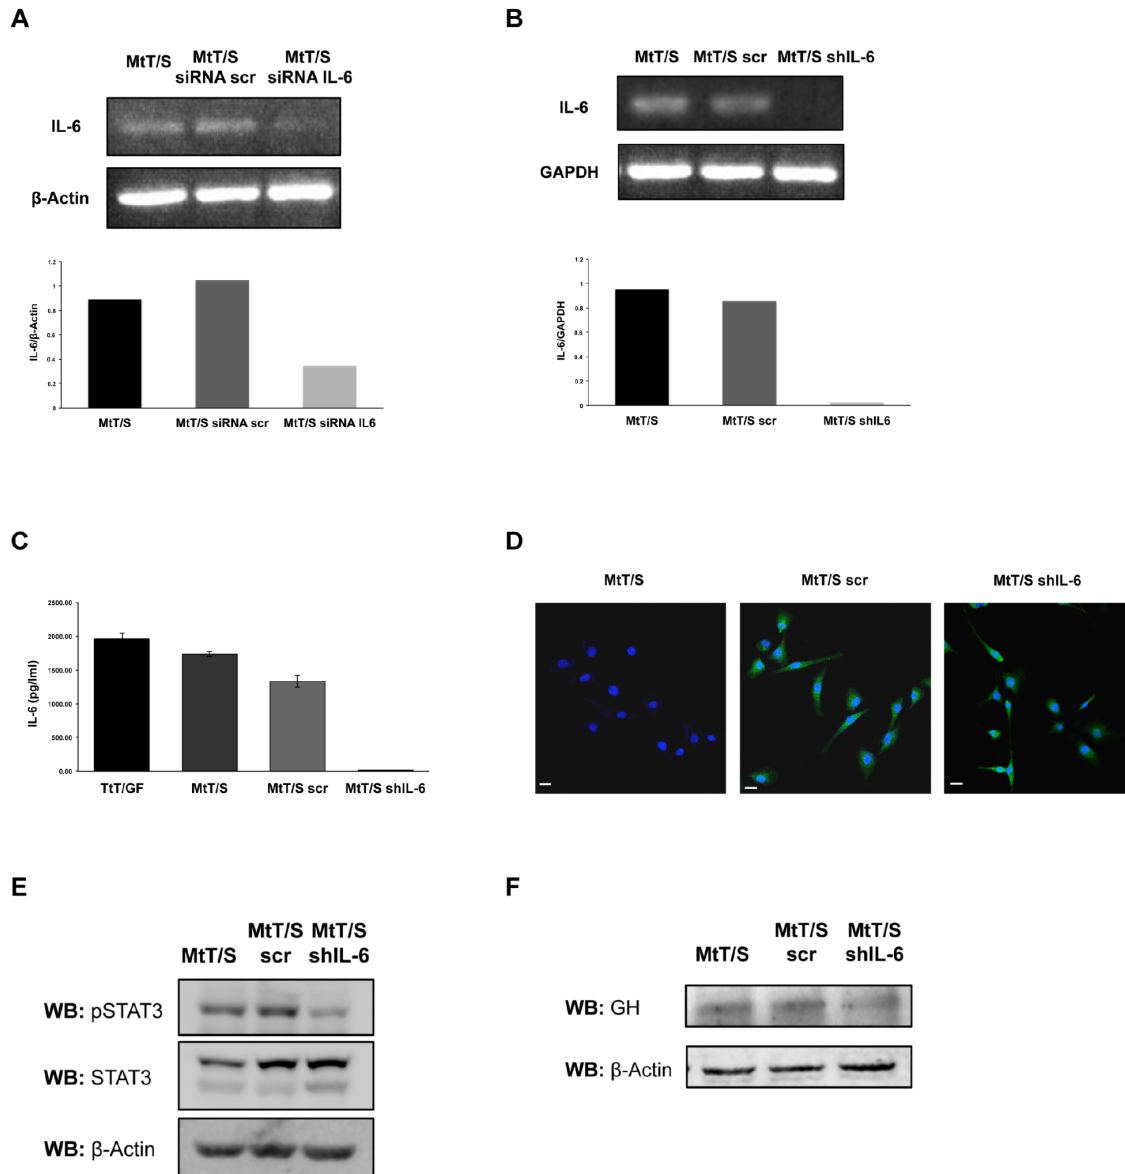 A
MtT/S
MtT/S
siRNA scr
MtT/S
siRNA IL-6
IL-6
β-Actin
1.2
1
0.8
0.6
0.4
0.2
0
IL-6/β-Actin
MtT/S
MtT/S siRNA scr
MtT/S siRNA IL6
B
MtT/S
MtT/S scr
MtT/S shIL-6
IL-6
GAPDH
1.2
1
0.8
0.6
0.4
0.2
0
IL-6/GAPDH
MtT/S
MtT/S scr
MtT/S shIL6
C
2500.00
2000.00
1500.00
1000.00
500.00
0.00
IL-6 (pg/lml)
TtT/GF
MtT/S
MtT/S scr
MtT/S shIL-6
D
MtT/S
MtT/S scr
MtT/S shIL-6
E
MtT/S
MtT/S
scr
MtT/S
shIL-6
WB: pSTAT3
WB: STAT3
WB: β-Actin
F
MtT/S
MtT/S
scr
MtT/S
shIL-6
WB: GH
WB: β-Actin